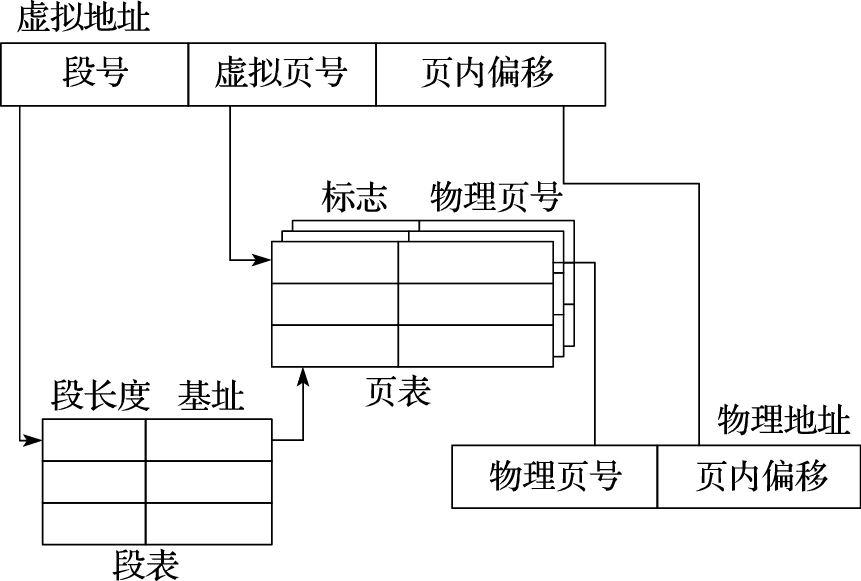 虚拟地址
段号 虚拟页号 页内偏移
标志 物理页号
页表
段长度 基址
段表
物理地址
物理页号 页内偏移